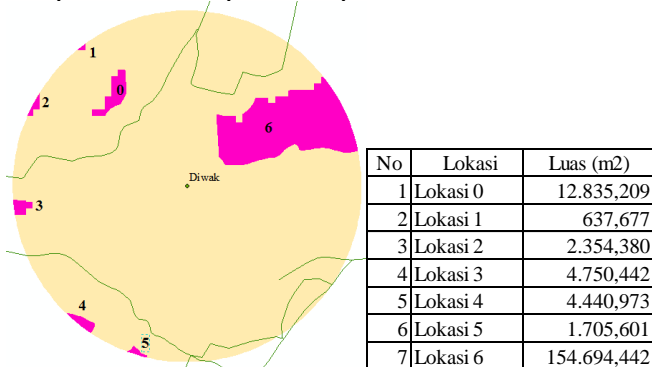 1
0
2
6
Diwak
3
4
5
No Lokasi Luas (m2)
1 Lokasi 0 12.835,209
2 Lokasi 1 637,677
3 Lokasi 2 2.354,380
4 Lokasi 3 4.750,442
5 Lokasi 4 4.440,973
6 Lokasi 5 1.705,601
7 Lokasi 6 154.694,442